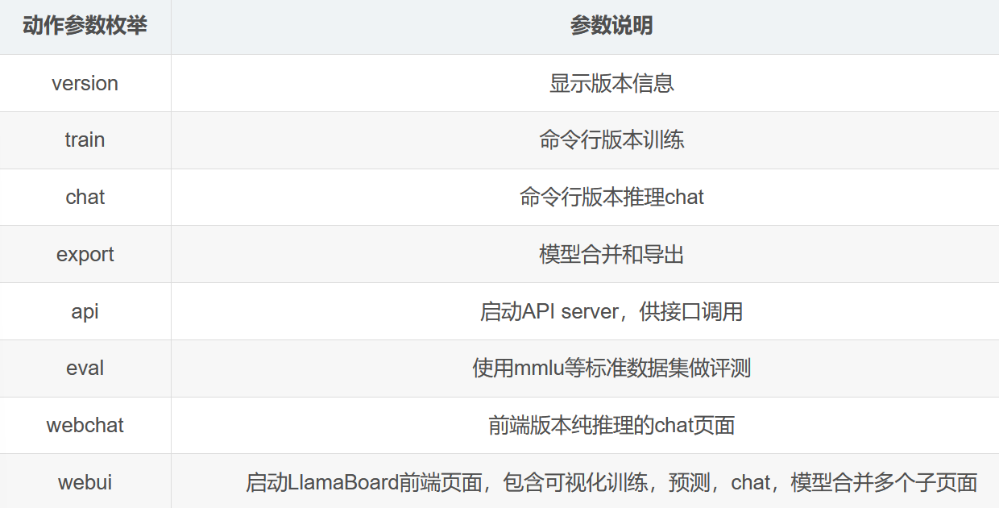 动作参数枚举 参数说明
version 显示版本信息
train 命令行版本训练
chat 命令行版本推理chat
export 模型合并和导出
api 启动API server，供接口调用
eval 使用mmlu等标准数据集做评测
webchat 前端版本纯推理的chat页面
webui 启动LlamaBoard前端页面，包含可视化训练，预测，chat，模型合并多个子页面